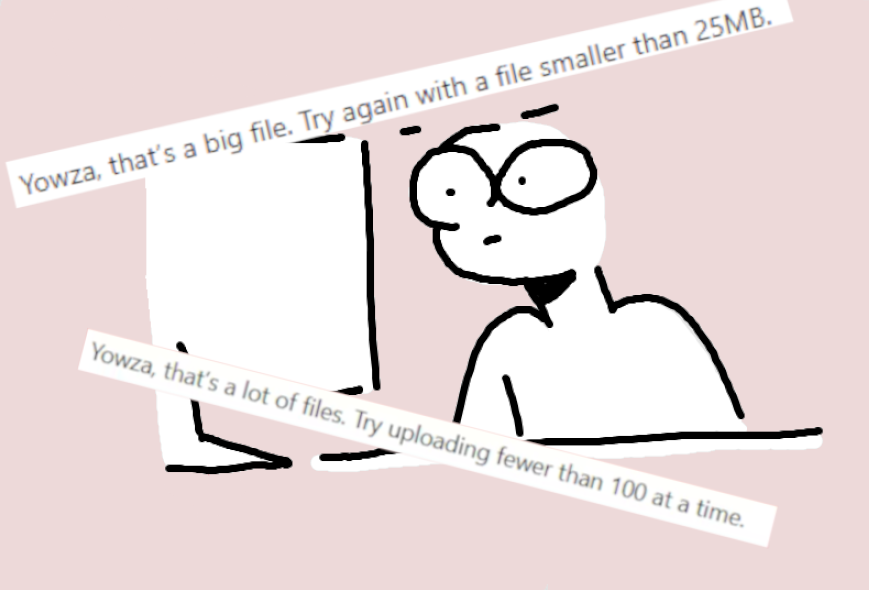 Yowza, that's a big file. Try again with a file smaller than 25MB.
Yowza, that's a lot of files. Try uploading fewer than 100 at a time.